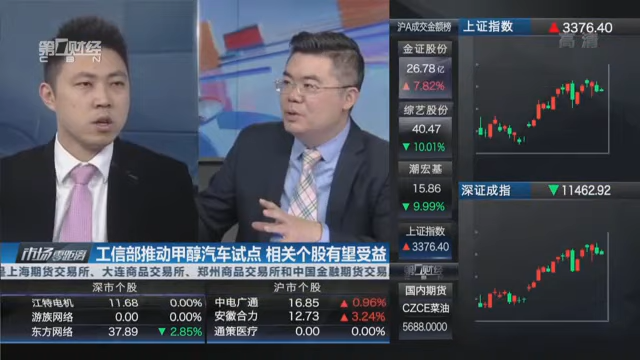 第一财经
CBN
沪A成交金额榜
金证股份
26.78亿
▲ 7.82%
综艺股份
40.47
▼ 10.01%
潮宏基
15.86
▼ 9.99%
上证指数
▲ 3376.40
国内期货
CZCE菜油
5688.0000
上证指数 ▲ 3376.40
高清
深证成指 ▼ 11462.92
市场零距离
工信部推动甲醇汽车试点 相关个股有望受益
是上海期货交易所、大连商品交易所、郑州商品交易所和中国金融期货交易
深市个股 沪市个股
江特电机 11.68 0.00% 中电广通 16.85 ▲ 0.96%
游族网络 0.00 0.00% 安徽合力 12.73 ▲ 3.24%
东方网络 37.89 ▼ 2.85% 通策医疗 0.00 0.00%